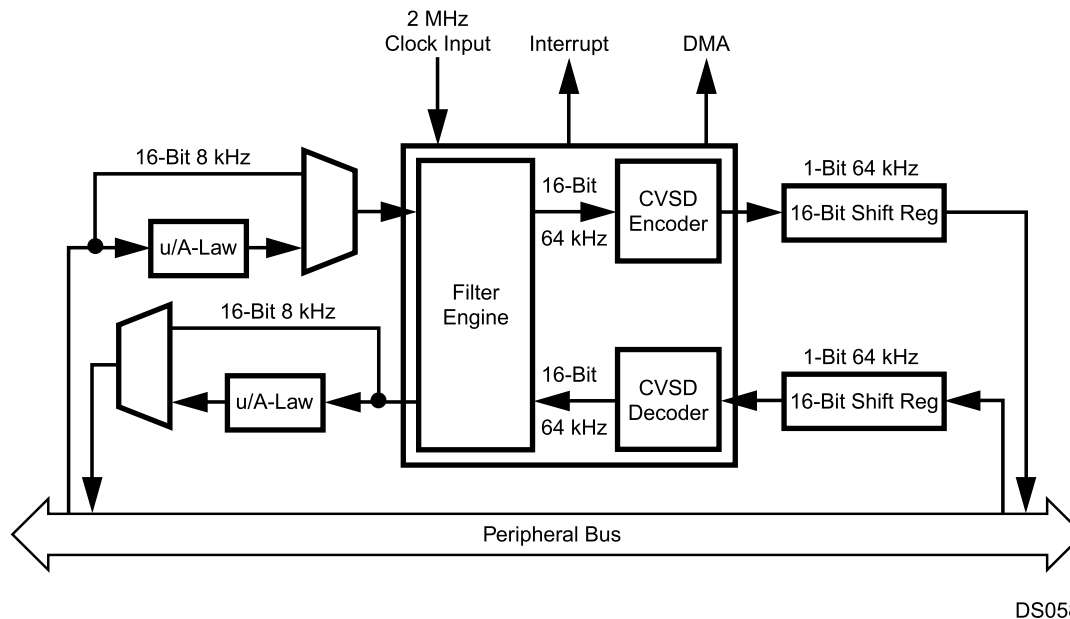 2 MHz
Clock Input
Interrupt
DMA
16-Bit 8 kHz
u/A-Law
16-Bit 8 kHz
u/A-Law
Filter
Engine
16-Bit
64 kHz
CVSD
Encoder
1-Bit 64 kHz
16-Bit Shift Reg
16-Bit
64 kHz
CVSD
Decoder
1-Bit 64 kHz
16-Bit Shift Reg
Peripheral Bus